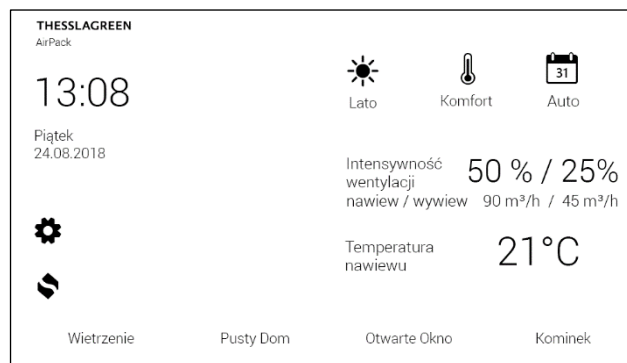 THESSLAGREEN
AirPack
13:08
Piątek
24.08.2018
31
Lato
Komfort
Auto
Intensywność
wentylacji
nawiew / wywiew
50 % / 25%
90 m³/h / 45 m³/h
Temperatura
nawiewu
21°C
Wietrzenie
Pusty Dom
Otwarte Okno
Kominek